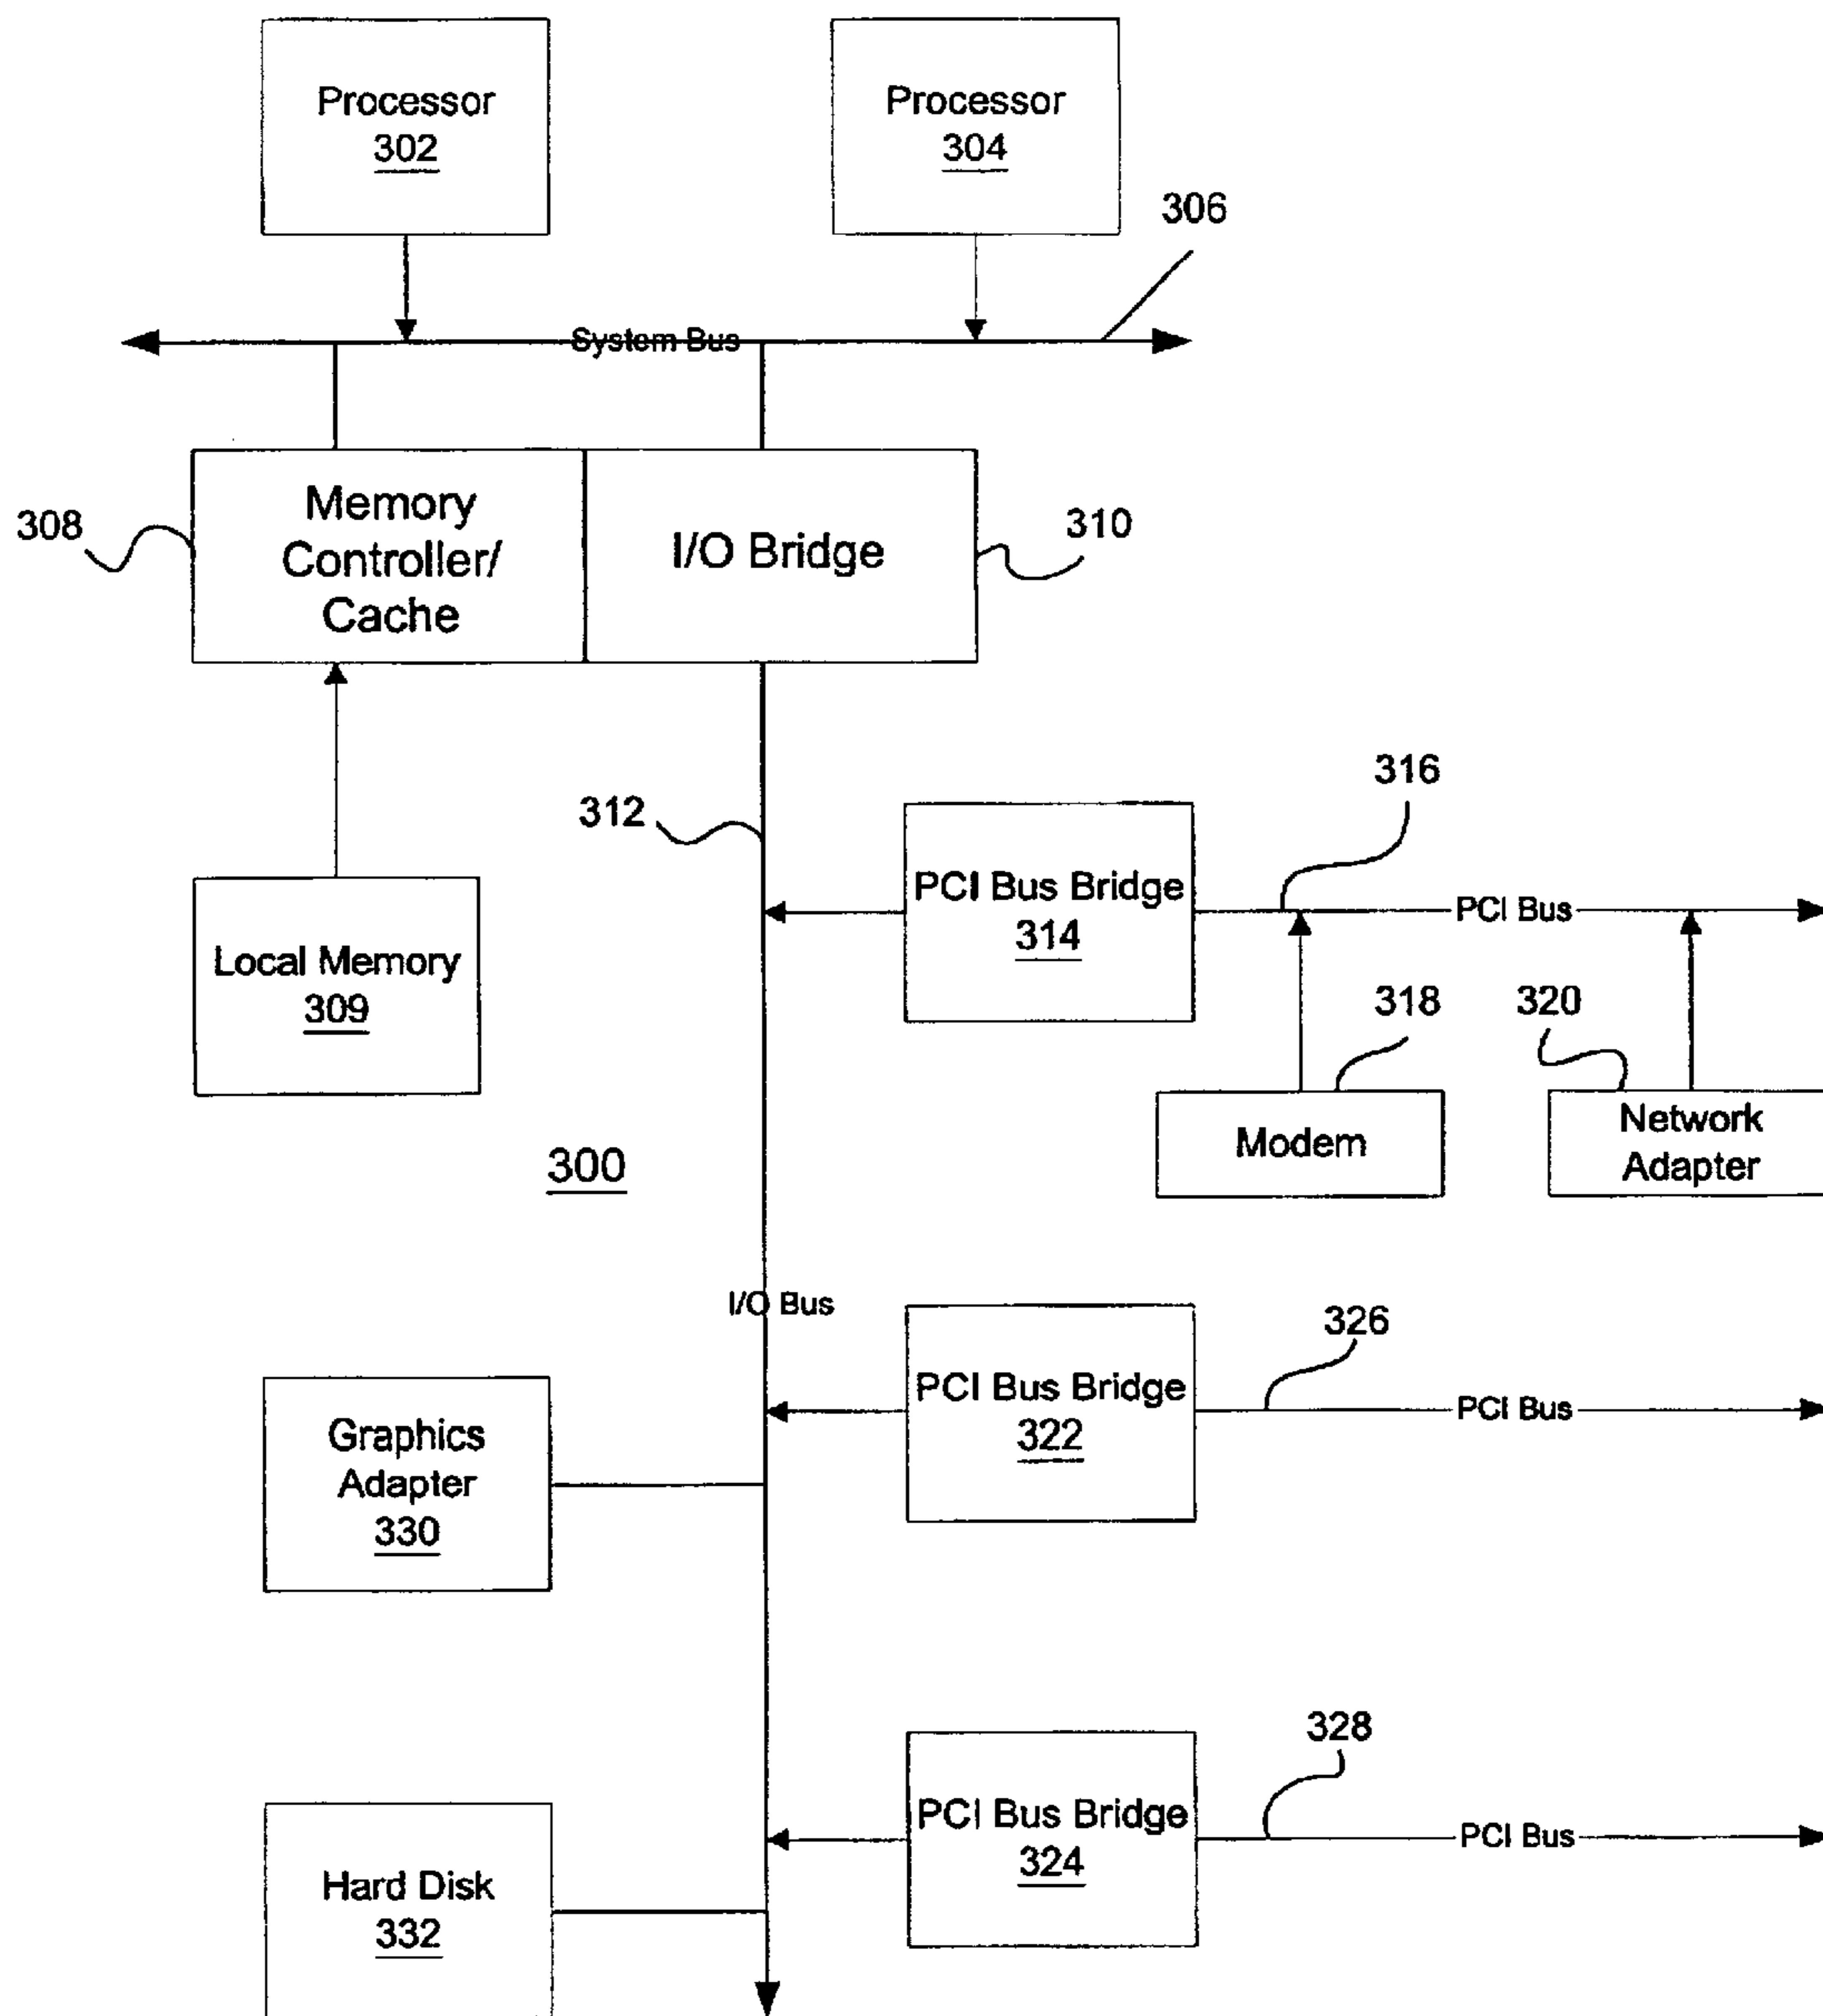 Processor
302
Processor
304
306
System Bus
308
Memory
Controller/
Cache
I/O Bridge
310
312
316
PCI Bus Bridge
314
PCI Bus
Local Memory
309
318
320
Modem
Network
Adapter
300
I/O Bus
326
PCI Bus Bridge
322
PCI Bus
Graphics
Adapter
330
328
PCI Bus Bridge
324
PCI Bus
Hard Disk
332